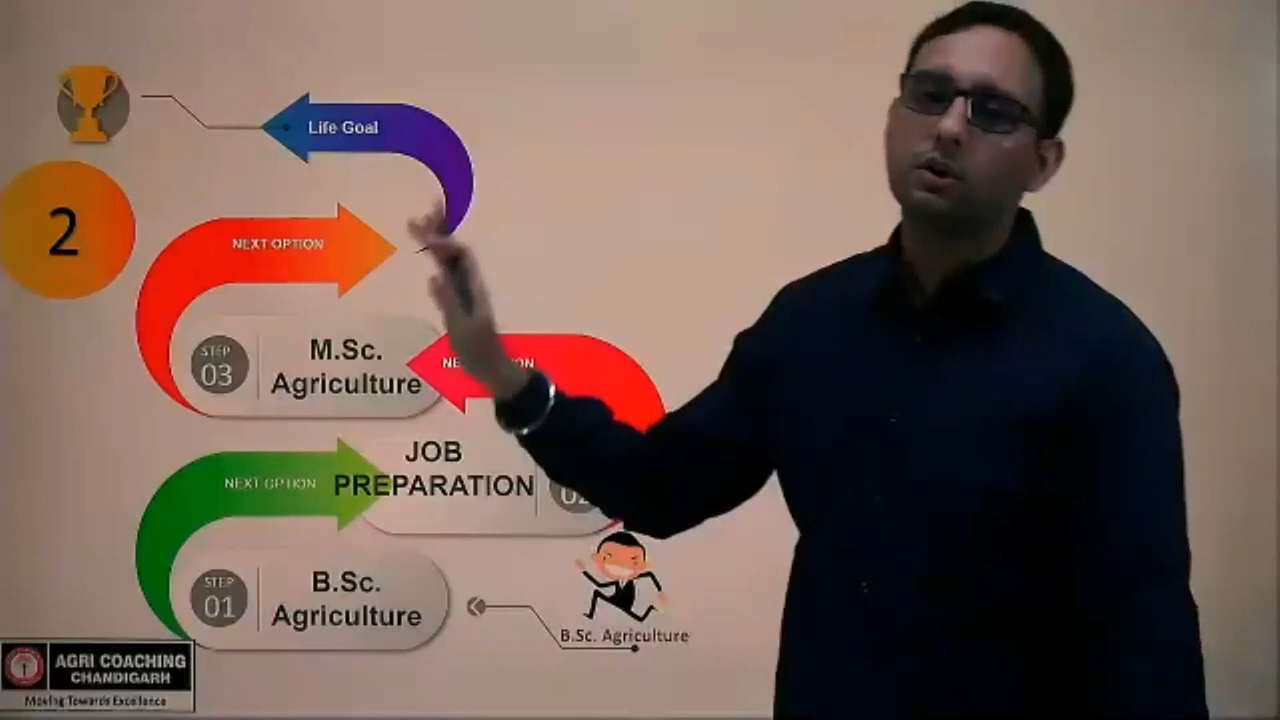 Life Goal
2
NEXT OPTION
STEP
03
M.Sc.
Agriculture
JOB
PREPARATION
NEXT OPTION
STEP
01
B.Sc.
Agriculture
B.Sc. Agriculture
AGRI COACHING
CHANDIGARH
Moving Towards Excellence